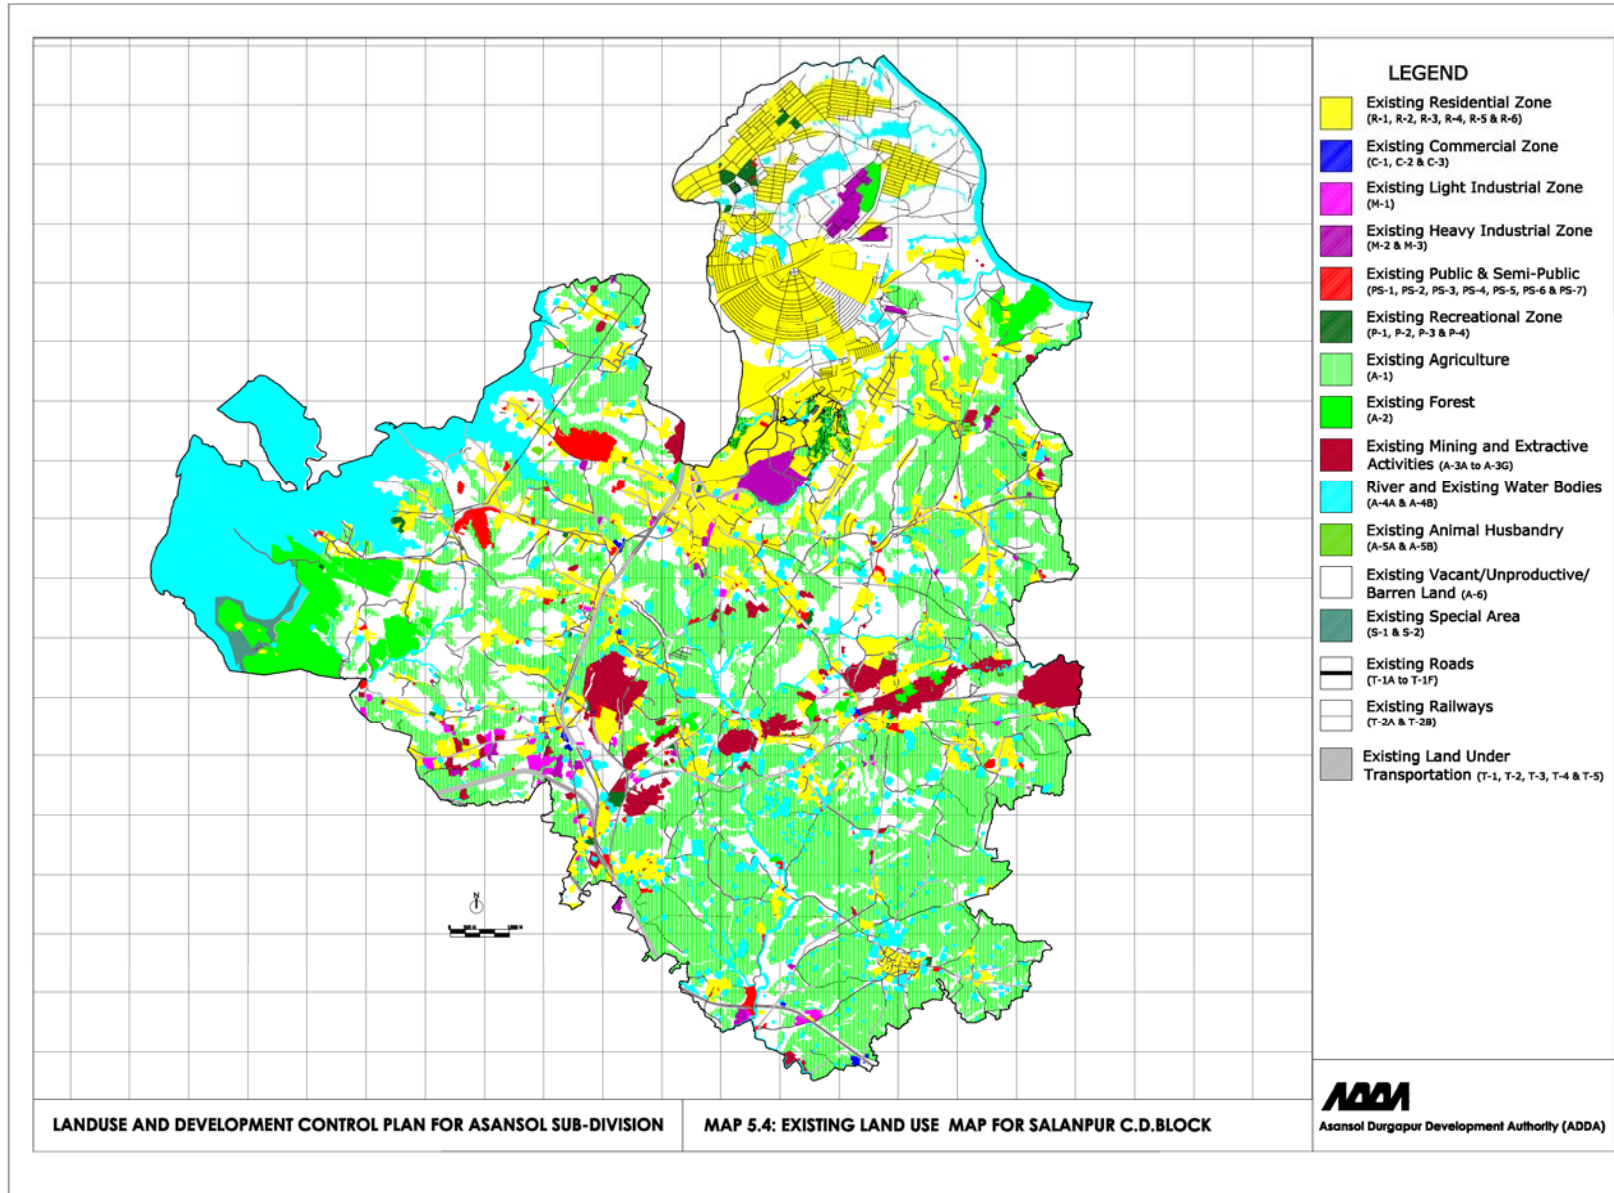 LEGEND
Existing Residential Zone
(R-1, R-2, R-3, R-4, R-5 & R-6)
Existing Commercial Zone
(C-1, C-2 & C-3)
Existing Light Industrial Zone
(M-1)
Existing Heavy Industrial Zone
(M-2 & M-3)
Existing Public & Semi-Public
(PS-1, PS-2, PS-3, PS-4, PS-5, PS-6 & PS-7)
Existing Recreational Zone
(P-1, P-2, P-3 & P-4)
Existing Agriculture
(A-1)
Existing Forest
(A-2)
Existing Mining and Extractive
Activities (A-3A to A-3G)
River and Existing Water Bodies
(A-4A & A-4B)
Existing Animal Husbandry
(A-5A & A-5B)
Existing Vacant/Unproductive/
Barren Land (A-6)
Existing Special Area
(S-1 & S-2)
Existing Roads
(T-1A to T-1F)
Existing Railways
(T-2A & T-2B)
Existing Land Under
Transportation (T-1, T-2, T-3, T-4 & T-5)
N
LANDUSE AND DEVELOPMENT CONTROL PLAN FOR ASANSOL SUB-DIVISION
MAP 5.4: EXISTING LAND USE MAP FOR SALANPUR C.D.BLOCK
ADDA
Asansol Durgapur Development Authority (ADDA)